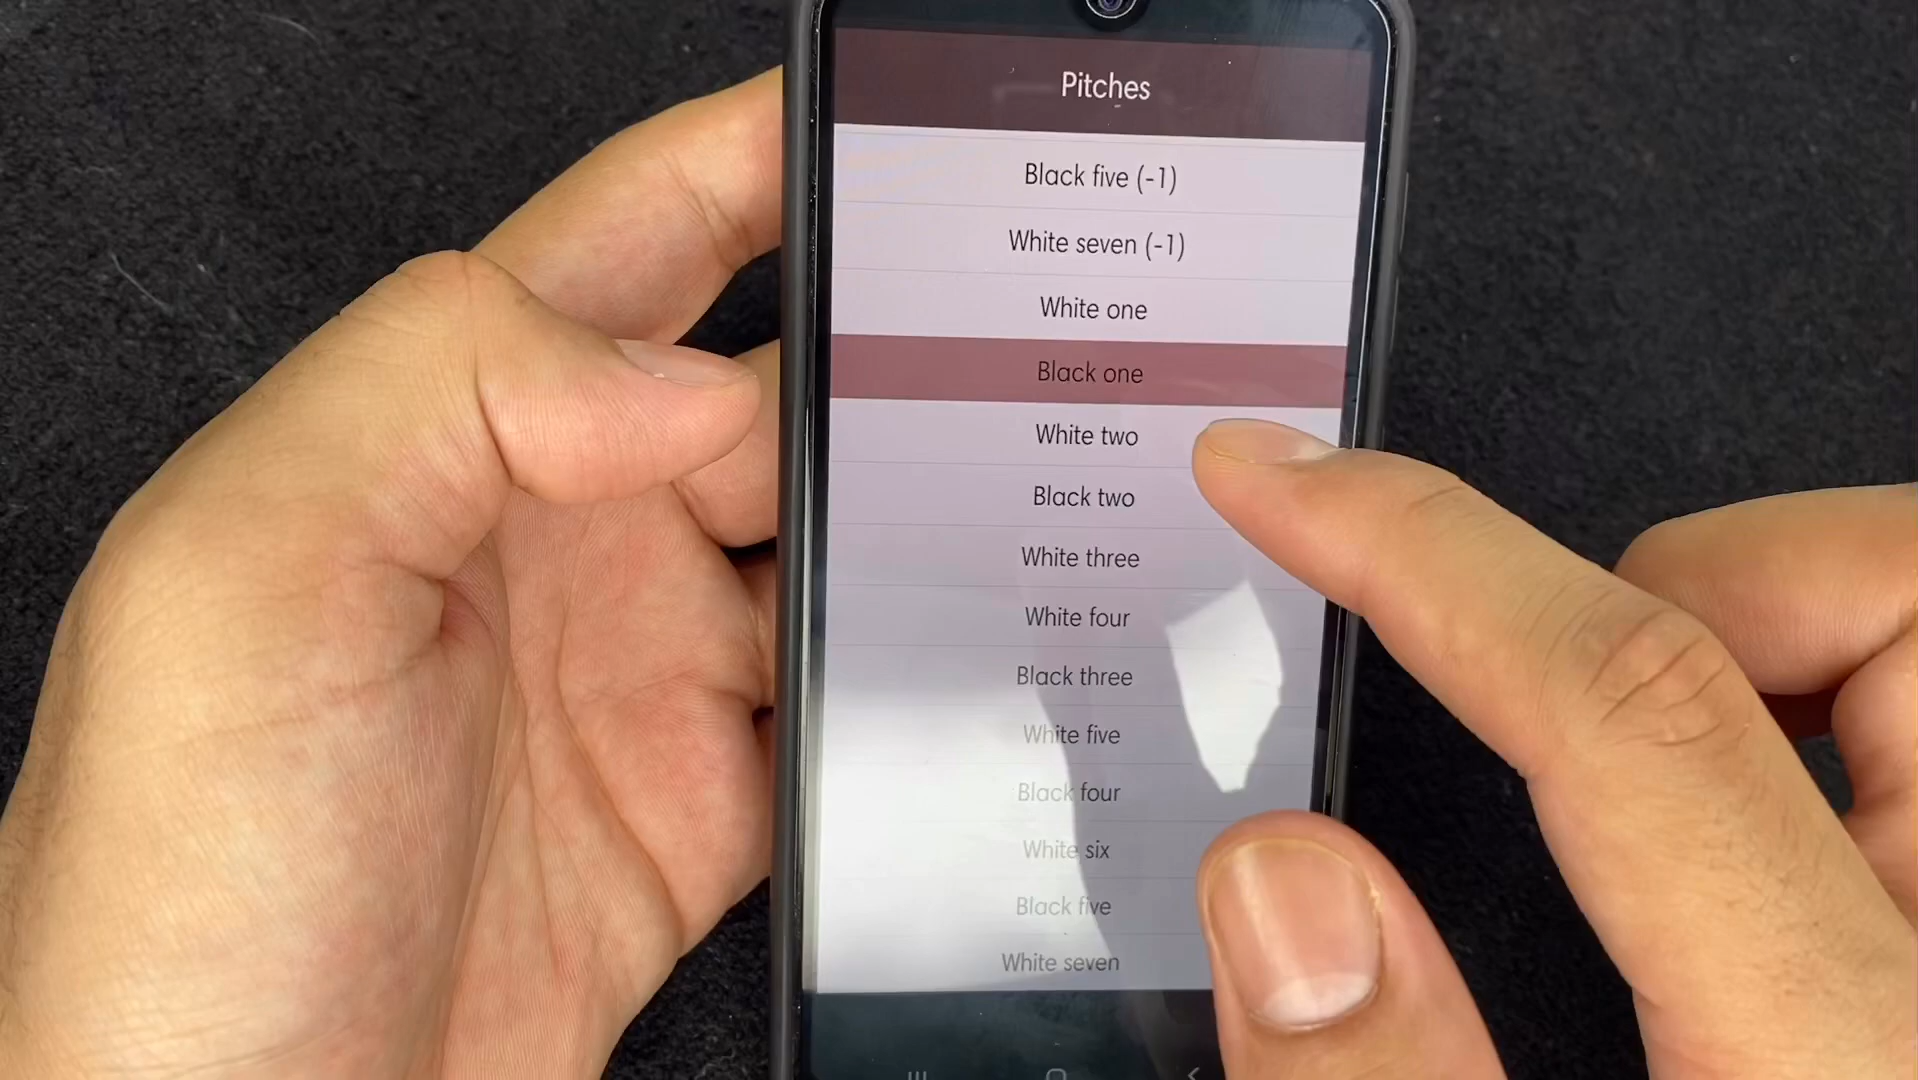 Pitches
Black five (-1)
White seven (-1)
White one
Black one
White two
Black two
White three
White four
Black three
White five
Black four
White six
Black five
White seven